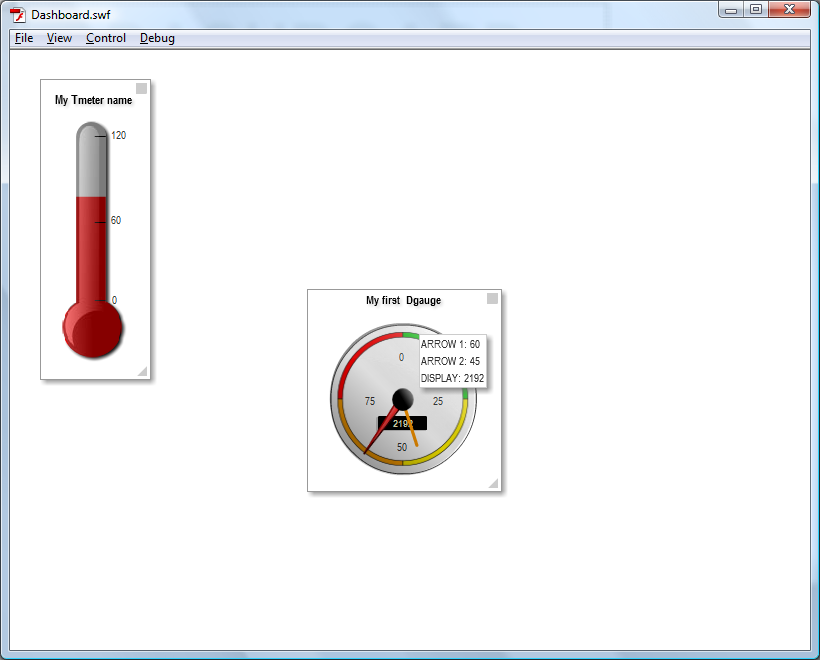 Dashboard.swf
File View Control Debug
My Tmeter name
120
60
0
My first Dgauge
ARROW 1: 60
ARROW 2: 45
DISPLAY: 2192
0
75
25
2192
50